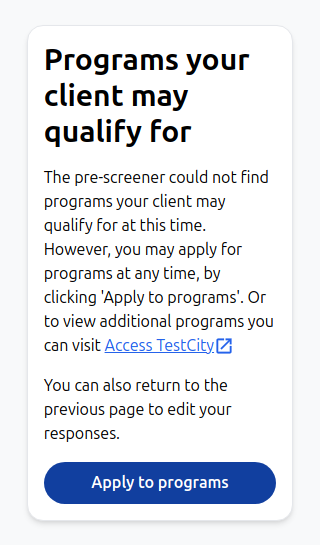 Programs your
client may
qualify for
The pre-screener could not find
programs your client may
qualify for at this time.
However, you may apply for
programs at any time, by
clicking 'Apply to programs'. Or
to view additional programs you
can visit Access TestCity
You can also return to the
previous page to edit your
responses.
Apply to programs